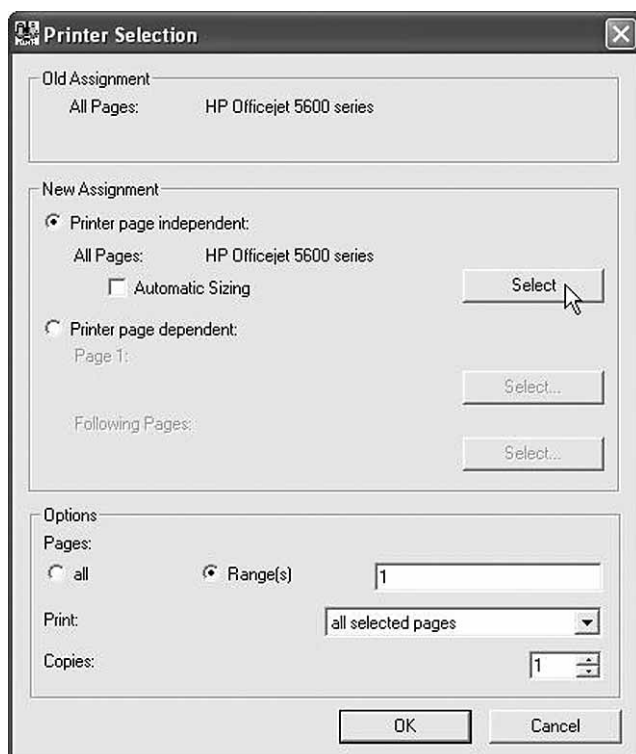 Printer Selection
Old Assignment
All Pages: HP Officejet 5600 series
New Assignment
Printer page independent:
All Pages: HP Officejet 5600 series
Automatic Sizing
Select
Printer page dependent:
Page 1:
Select...
Following Pages:
Select...
Options
Pages:
all Range(s) 1
Print: all selected pages
Copies: 1
OK Cancel